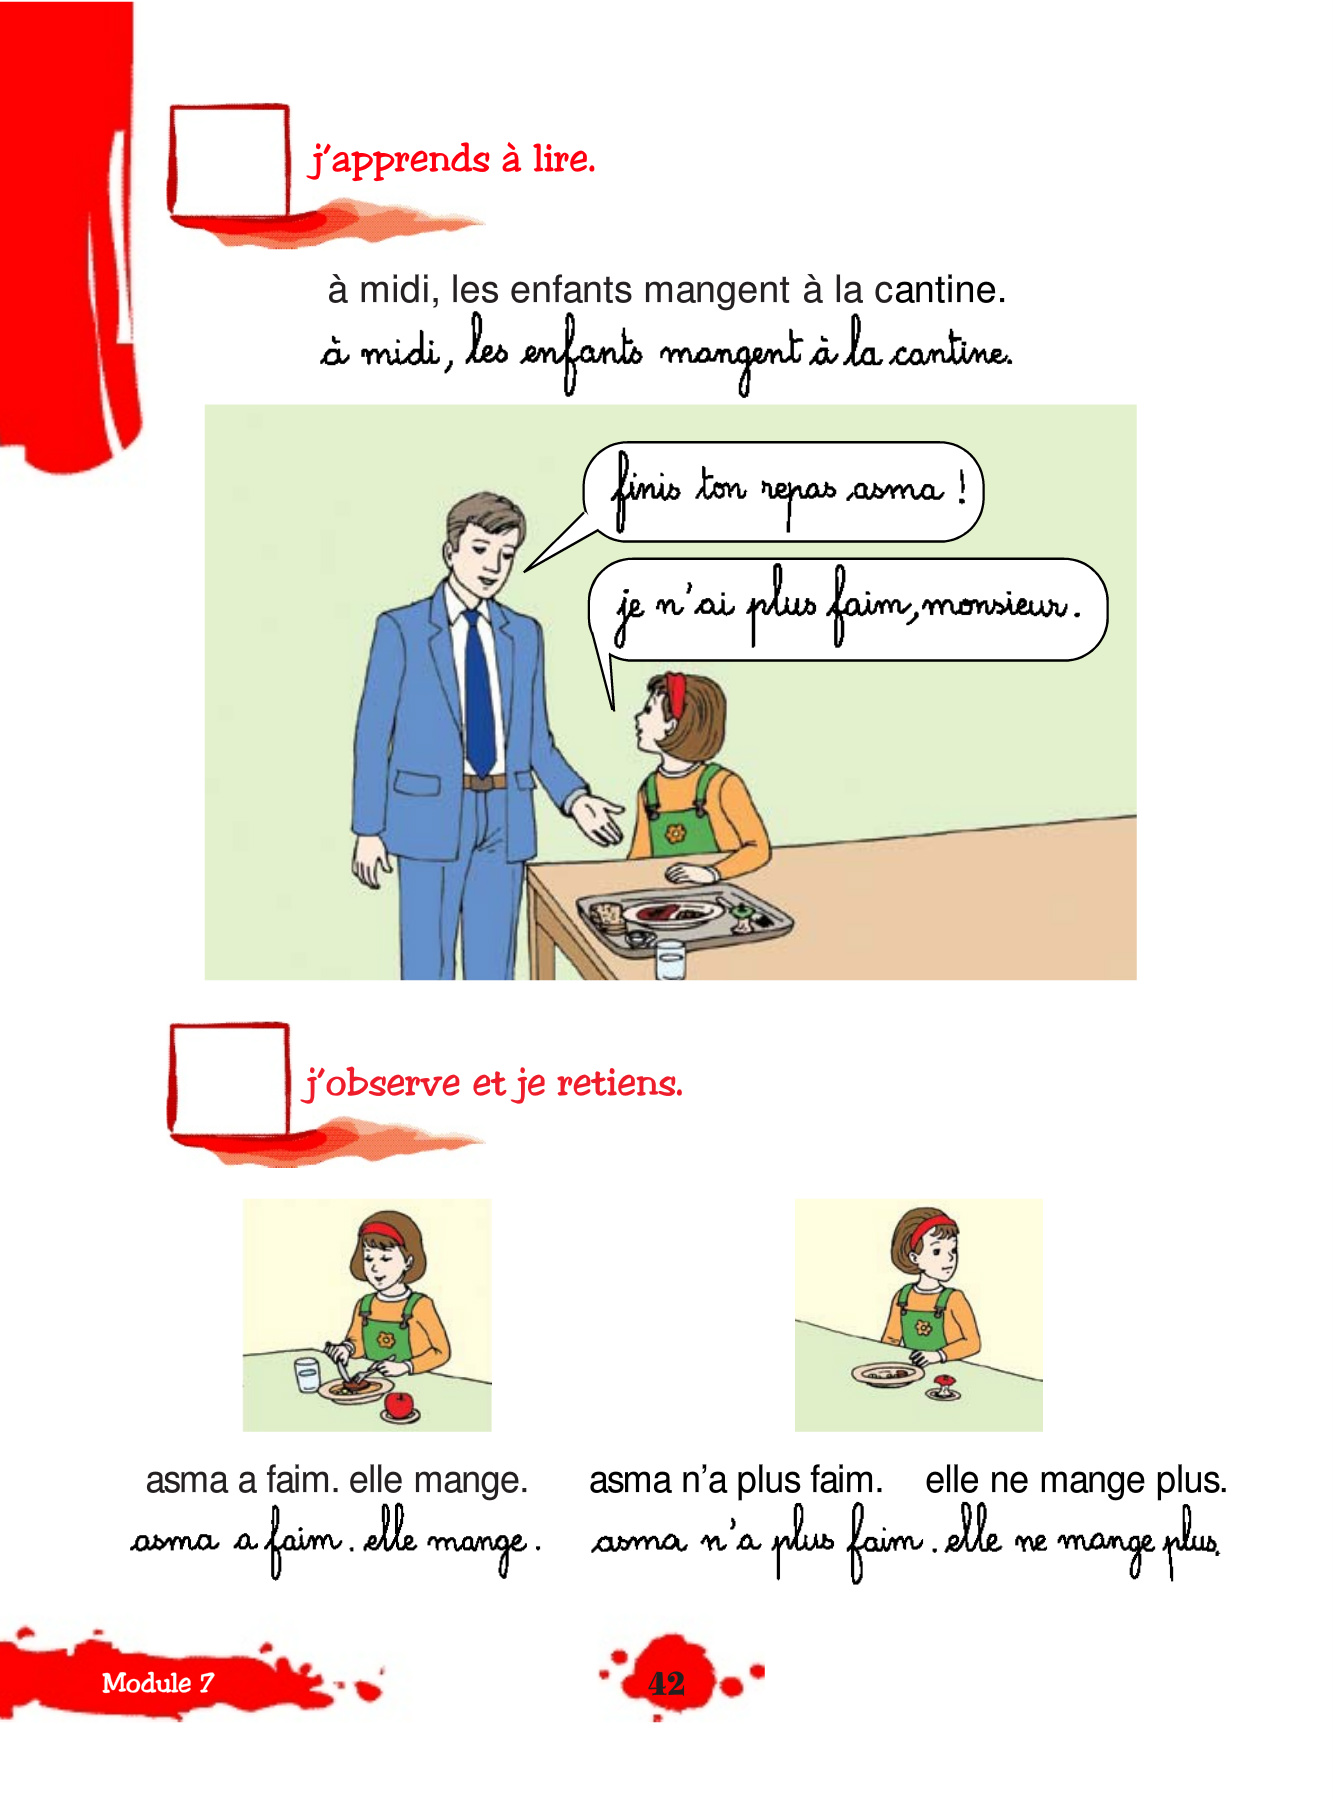 j'apprends à lire.
à midi, les enfants mangent à la cantine.
à midi, les enfants mangent à la cantine.
finis ton repas asma !
je n'ai plus faim, monsieur.
j'observe et je retiens.
asma a faim. elle mange.
asma a faim. elle mange.
asma n'a plus faim. elle ne mange plus.
asma n'a plus faim. elle ne mange plus.
Module 7
42